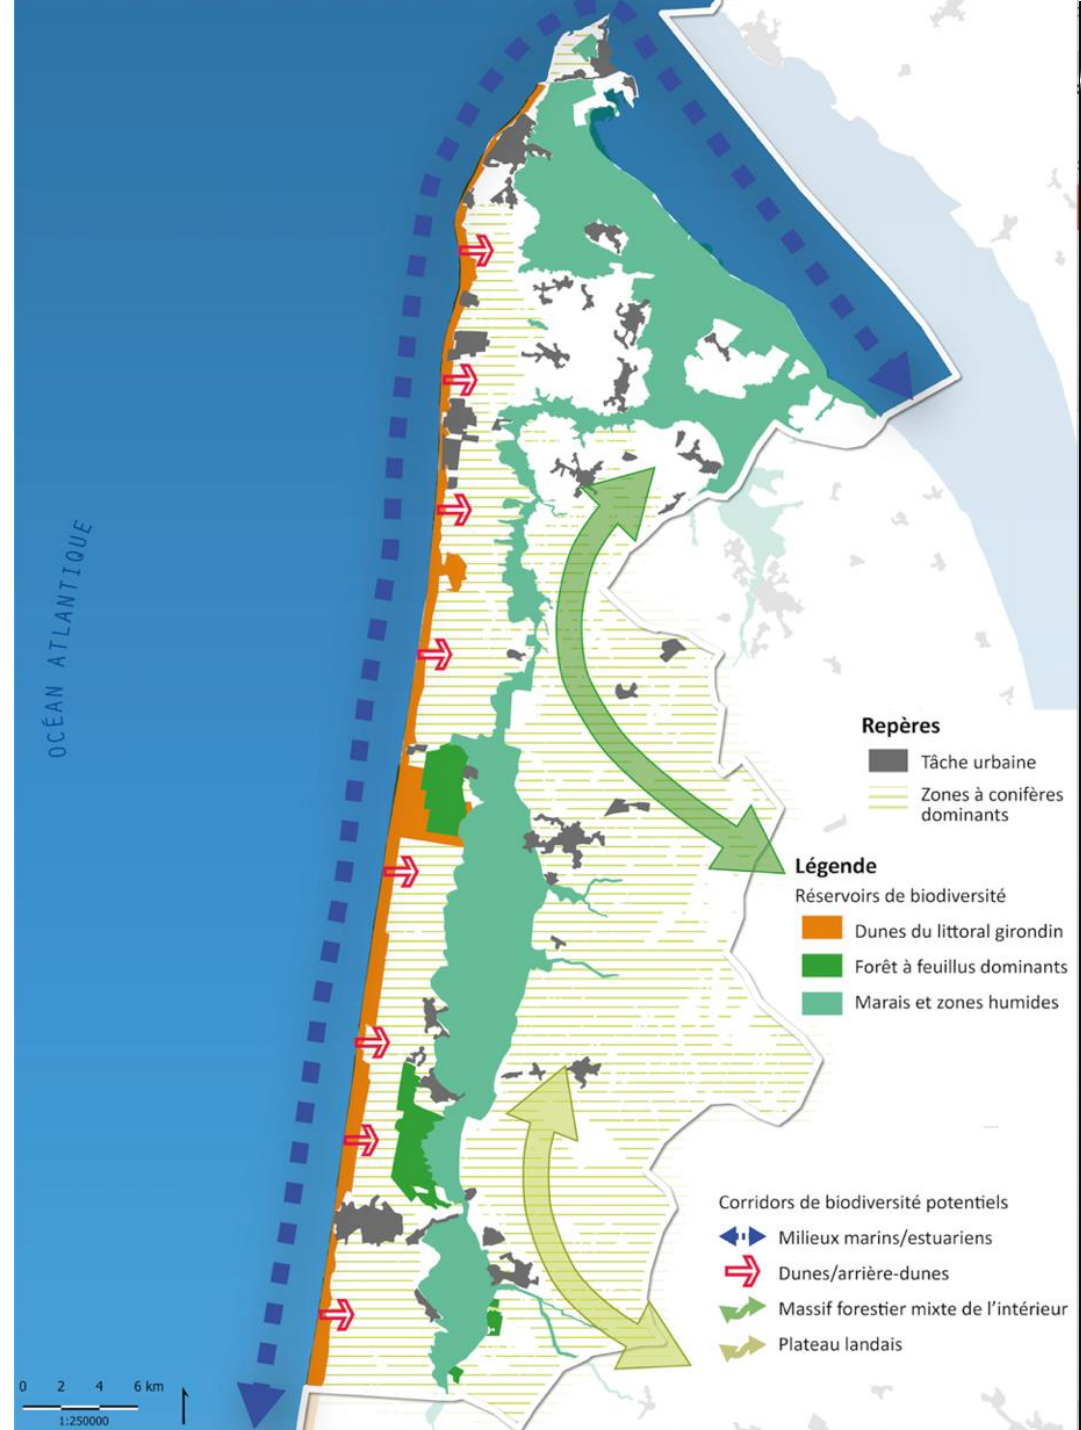 OCÉAN ATLANTIQUE
Repères
Tâche urbaine
Zones à conifères
dominants
Légende
Réservoirs de biodiversité
Dunes du littoral girondin
Forêt à feuillus dominants
Marais et zones humides
Corridors de biodiversité potentiels
Milieux marins/estuariens
Dunes/arrière-dunes
Massif forestier mixte de l'intérieur
Plateau landais
0 2 4 6 km
1:250000